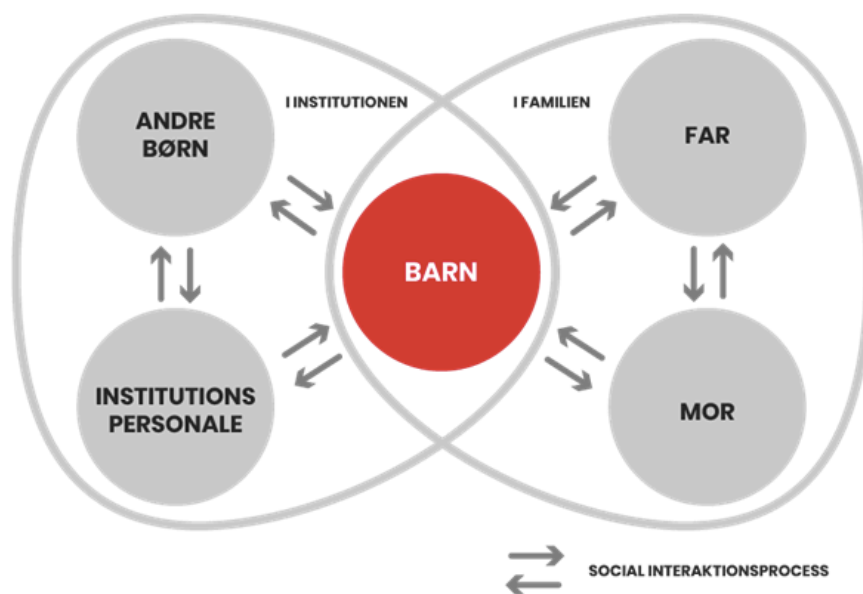 ANDRE
BØRN
I INSTITUTIONEN
I FAMILIEN
FAR
BARN
INSTITUTIONS
PERSONALE
MOR
SOCIAL INTERAKTIONSPROCESS